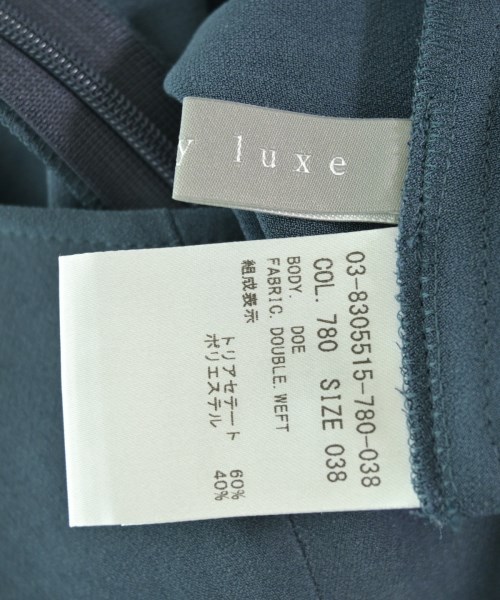 y luxe
03-8305515-780-038
COL. 780 SIZE 038
BODY. DOE
FABRIC. DOUBLE. WEFT
組成表示
トリアセテート 60%
ポリエステル 40%